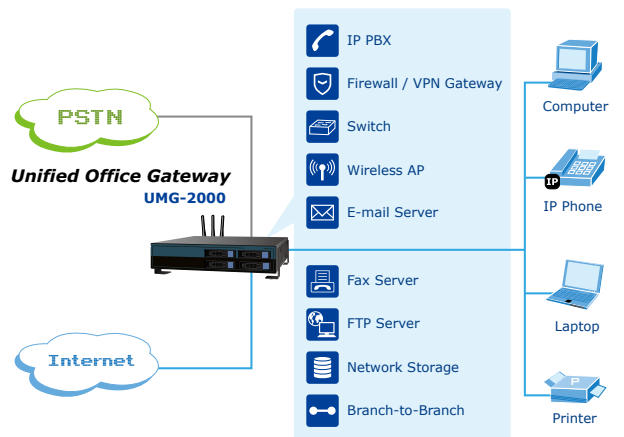 PSTN
Unified Office Gateway
UMG-2000
Internet
IP PBX
Firewall / VPN Gateway
Switch
Wireless AP
E-mail Server
Fax Server
FTP Server
Network Storage
Branch-to-Branch
Computer
IP
IP Phone
Laptop
P
Printer